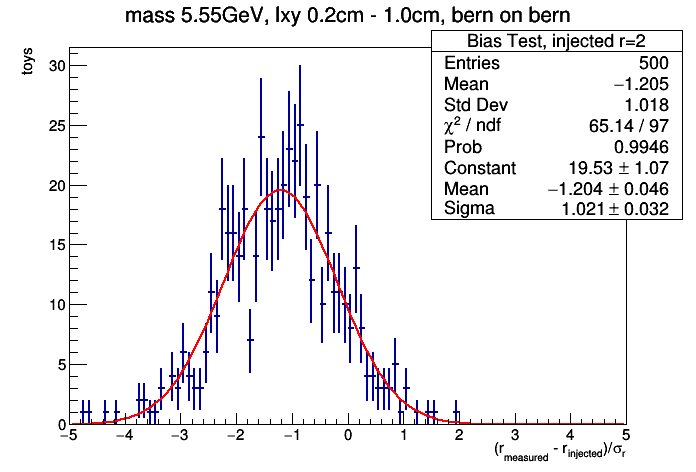 mass 5.55GeV, lxy 0.2cm - 1.0cm, bern on bern
Bias Test, injected r=2
Entries 500
Mean −1.205
Std Dev 1.018
χ² / ndf 65.14 / 97
Prob 0.9946
Constant 19.53 ± 1.07
Mean −1.204 ± 0.046
Sigma 1.021 ± 0.032
toys
30
25
20
15
10
5
0
−5 −4 −3 −2 −1 0 1 2 3 4 5
(r_measured - r_injected)/σ_r